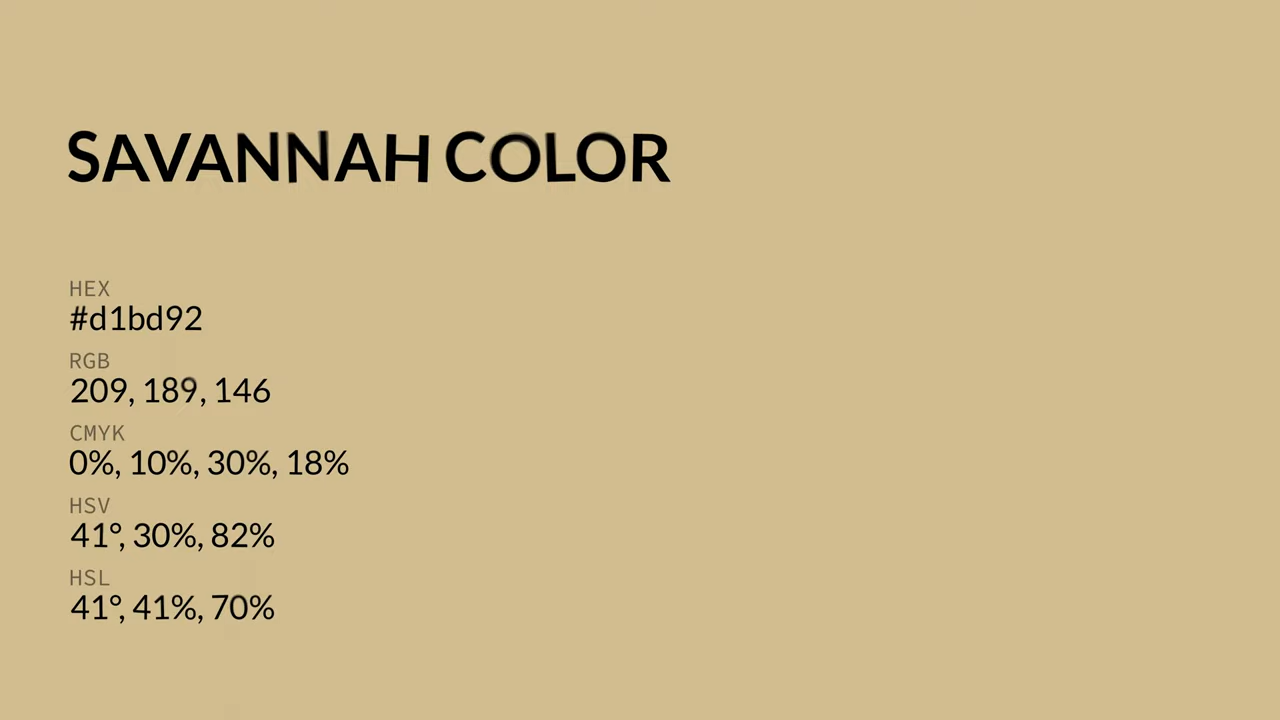 SAVANNAH COLOR
HEX
#d1bd92
RGB
209, 189, 146
CMYK
0%, 10%, 30%, 18%
HSV
41°, 30%, 82%
HSL
41°, 41%, 70%